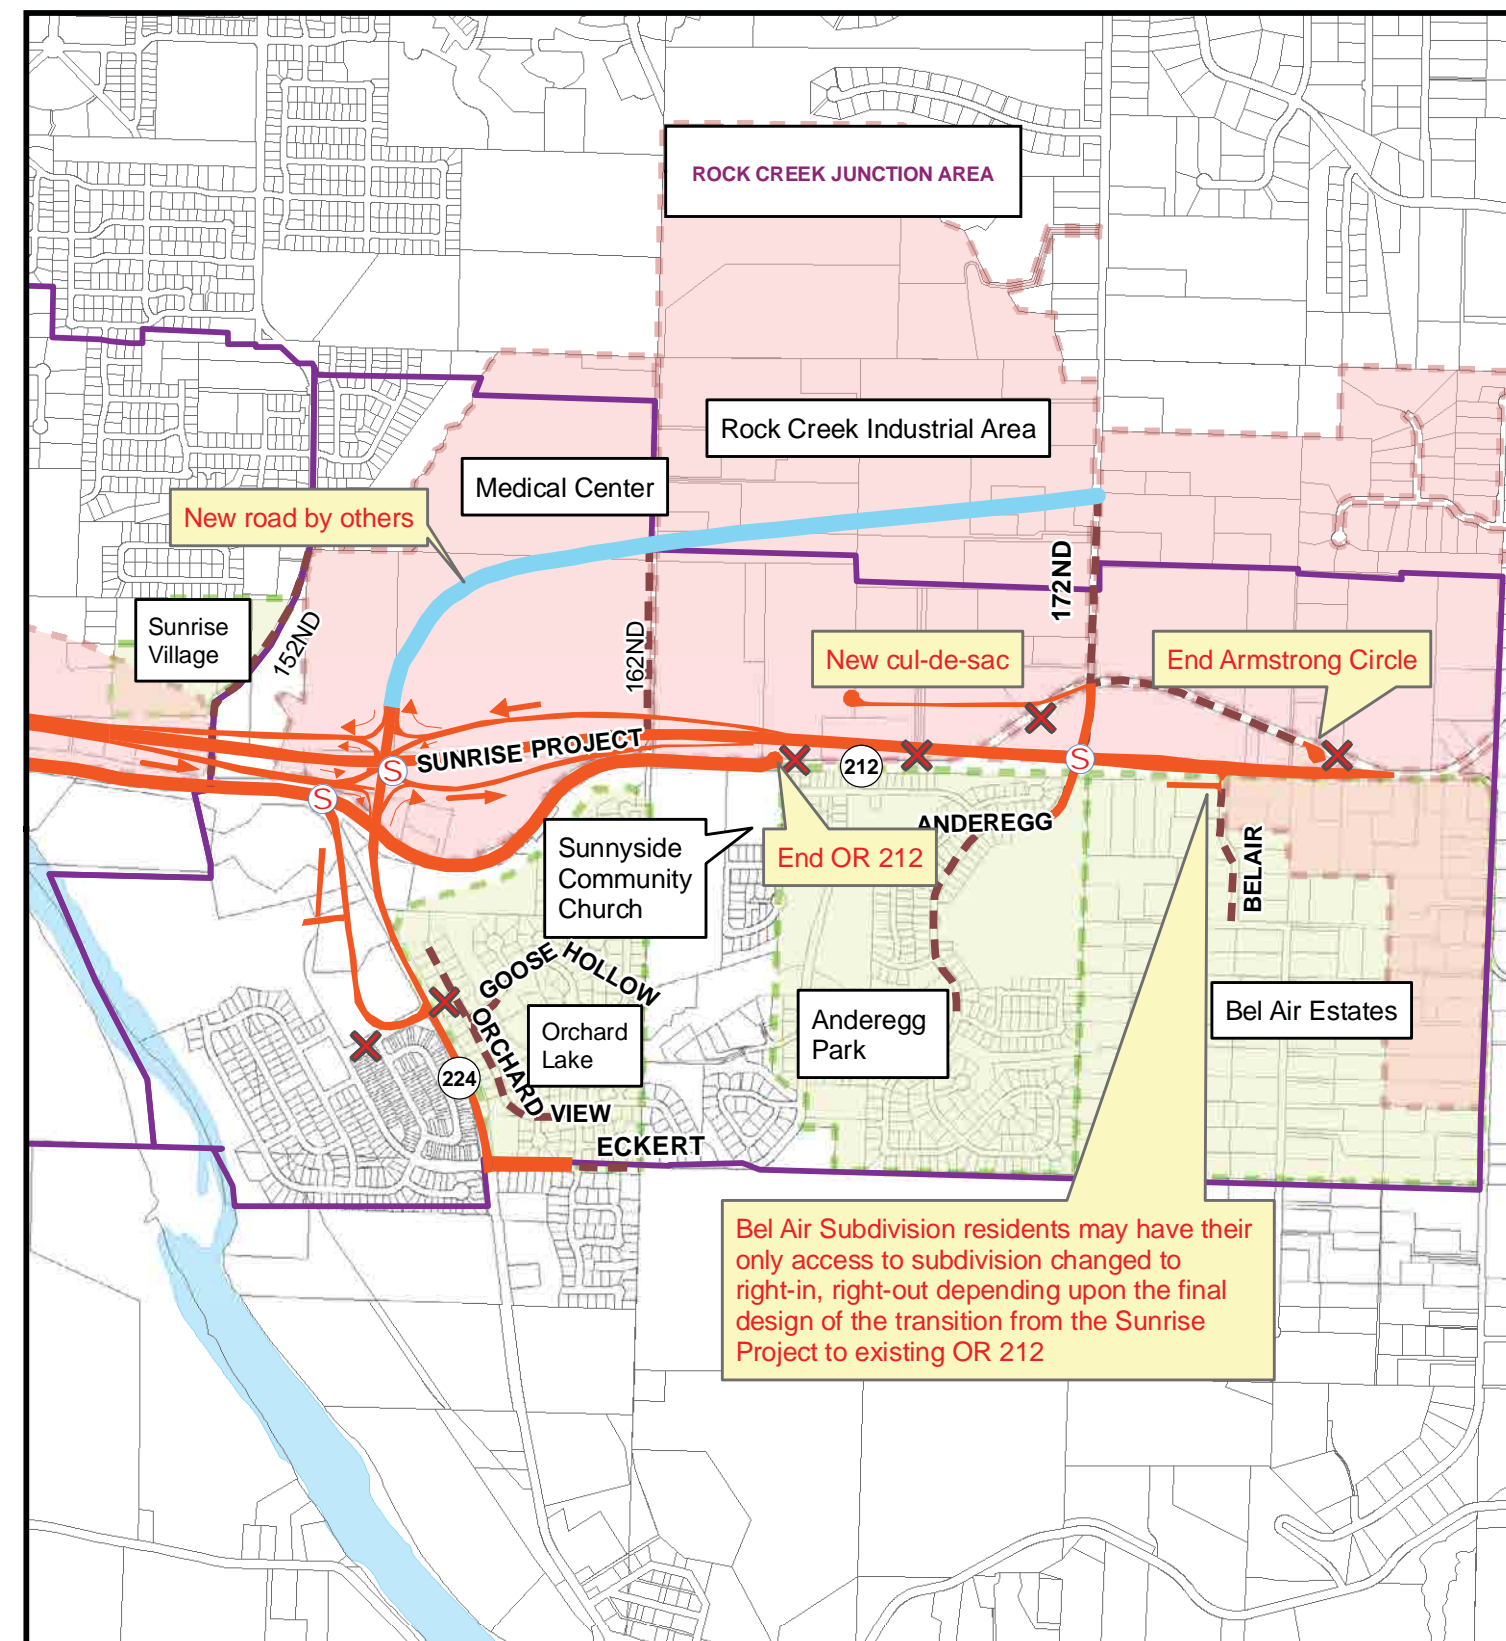 ROCK CREEK JUNCTION AREA
Rock Creek Industrial Area
Medical Center
New road by others
172ND
Sunrise
Village
152ND
162ND
New cul-de-sac
End Armstrong Circle
SUNRISE PROJECT
S
S
S
212
ANDEREGG
End OR 212
Sunnyside
Community
Church
BELAIR
GOOSE HOLLOW
ORCHARD VIEW
Orchard
Lake
Anderegg
Park
Bel Air Estates
224
ECKERT
Bel Air Subdivision residents may have their
only access to subdivision changed to
right-in, right-out depending upon the final
design of the transition from the Sunrise
Project to existing OR 212